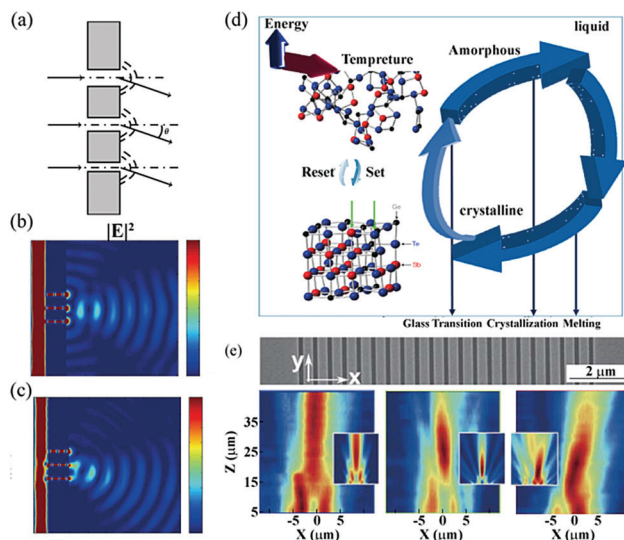 (a)
θ
(b)
|E|²
(c)
(d)
Energy
Tempreture
liquid
Amorphous
Reset
Set
crystalline
Ge
Te
Sb
Glass Transition Crystallization Melting
(e)
y
x
2 μm
Z (μm)
45
35
25
15
5
-5 0 5
X (μm)
-5 0 5
X (μm)
-5 0 5
X (μm)